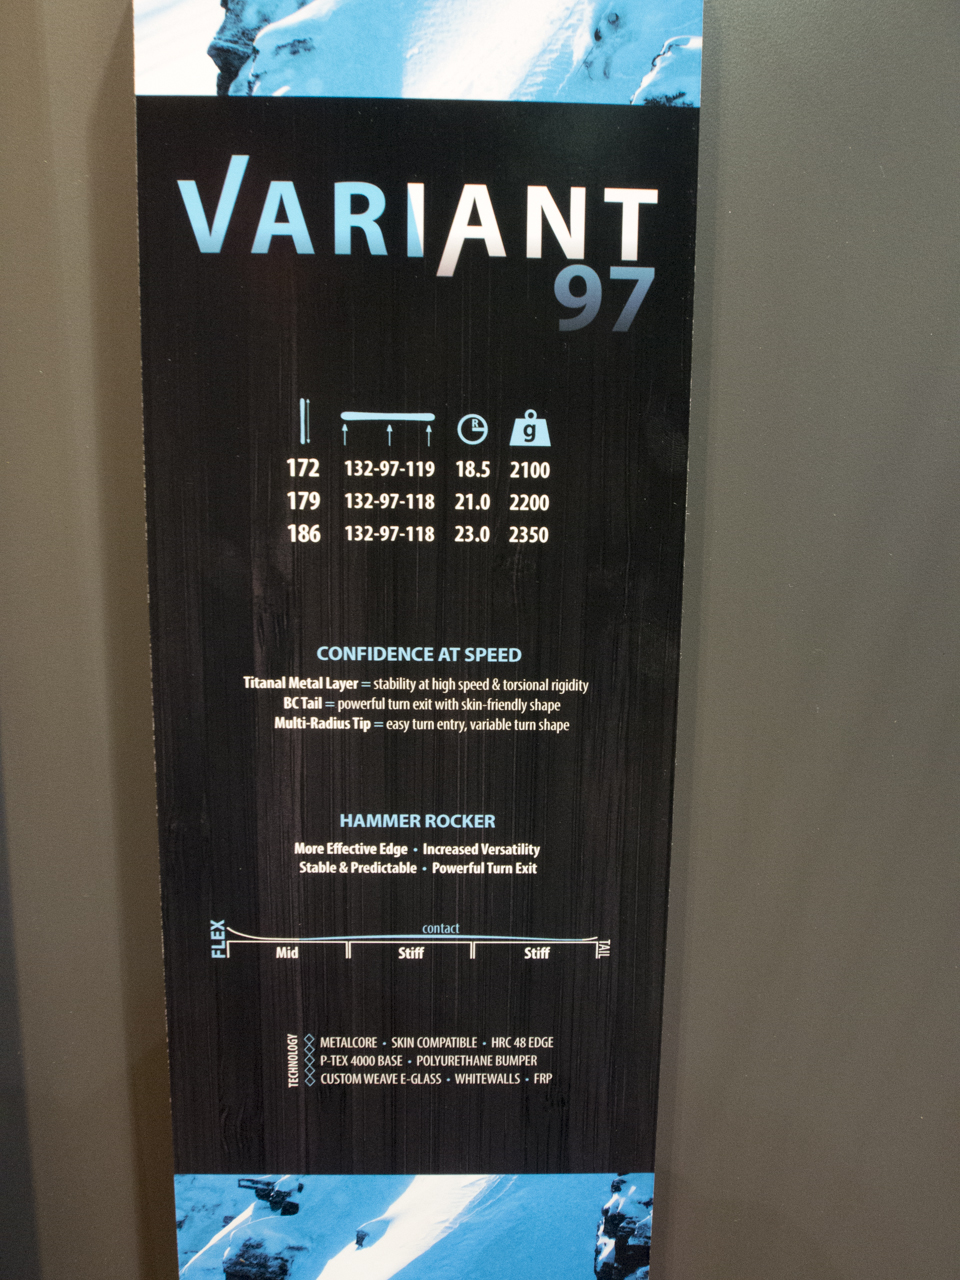 VARIANT
97
R
g
172 132-97-119 18.5 2100
179 132-97-118 21.0 2200
186 132-97-118 23.0 2350
CONFIDENCE AT SPEED
Titanal Metal Layer = stability at high speed & torsional rigidity
BC Tail = powerful turn exit with skin-friendly shape
Multi-Radius Tip = easy turn entry, variable turn shape
HAMMER ROCKER
More Effective Edge • Increased Versatility
Stable & Predictable • Powerful Turn Exit
FLEX
contact
Mid Stiff Stiff
TAIL
TECHNOLOGY
METALCORE • SKIN COMPATIBLE • HRC 48 EDGE
P-TEX 4000 BASE • POLYURETHANE BUMPER
CUSTOM WEAVE E-GLASS • WHITEWALLS • FRP